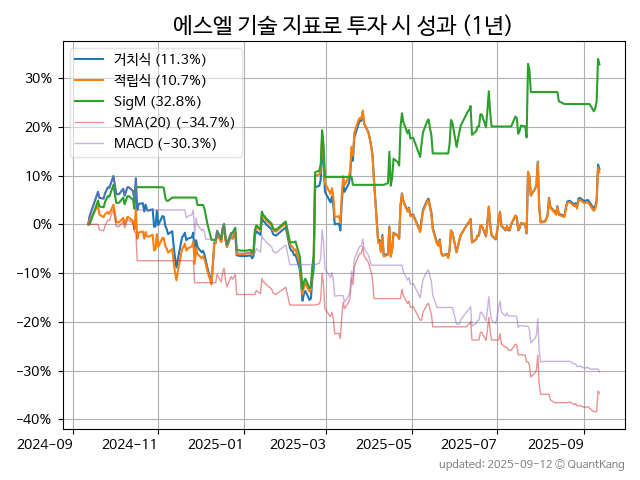 에스엘 기술 지표로 투자 시 성과 (1년)
거치식 (11.3%)
적립식 (10.7%)
SigM (32.8%)
SMA(20) (−34.7%)
MACD (−30.3%)
30%
20%
10%
0%
−10%
−20%
−30%
−40%
2024-09
2024-11
2025-01
2025-03
2025-05
2025-07
2025-09
updated: 2025-09-12 © QuantKang